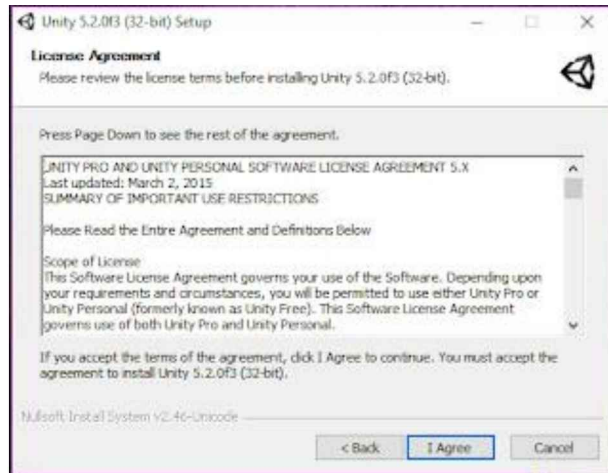 Unity 5.2.0f3 (32-bit) Setup
License Agreement
Please review the license terms before installing Unity 5.2.0f3 (32-bit).
Press Page Down to see the rest of the agreement.
UNITY PRO AND UNITY PERSONAL SOFTWARE LICENSE AGREEMENT 5.X
Last updated: March 2, 2015
SUMMARY OF IMPORTANT USE RESTRICTIONS
Please Read the Entire Agreement and Definitions Below
Scope of License
This Software License Agreement governs your use of the Software. Depending upon
your requirements and circumstances, you will be permitted to use either Unity Pro or
Unity Personal (formerly known as Unity Free). This Software License Agreement
governs use of both Unity Pro and Unity Personal.
If you accept the terms of the agreement, click I Agree to continue. You must accept the
agreement to install Unity 5.2.0f3 (32-bit).
Nullsoft Install System v2.46-Unicode
< Back I Agree Cancel